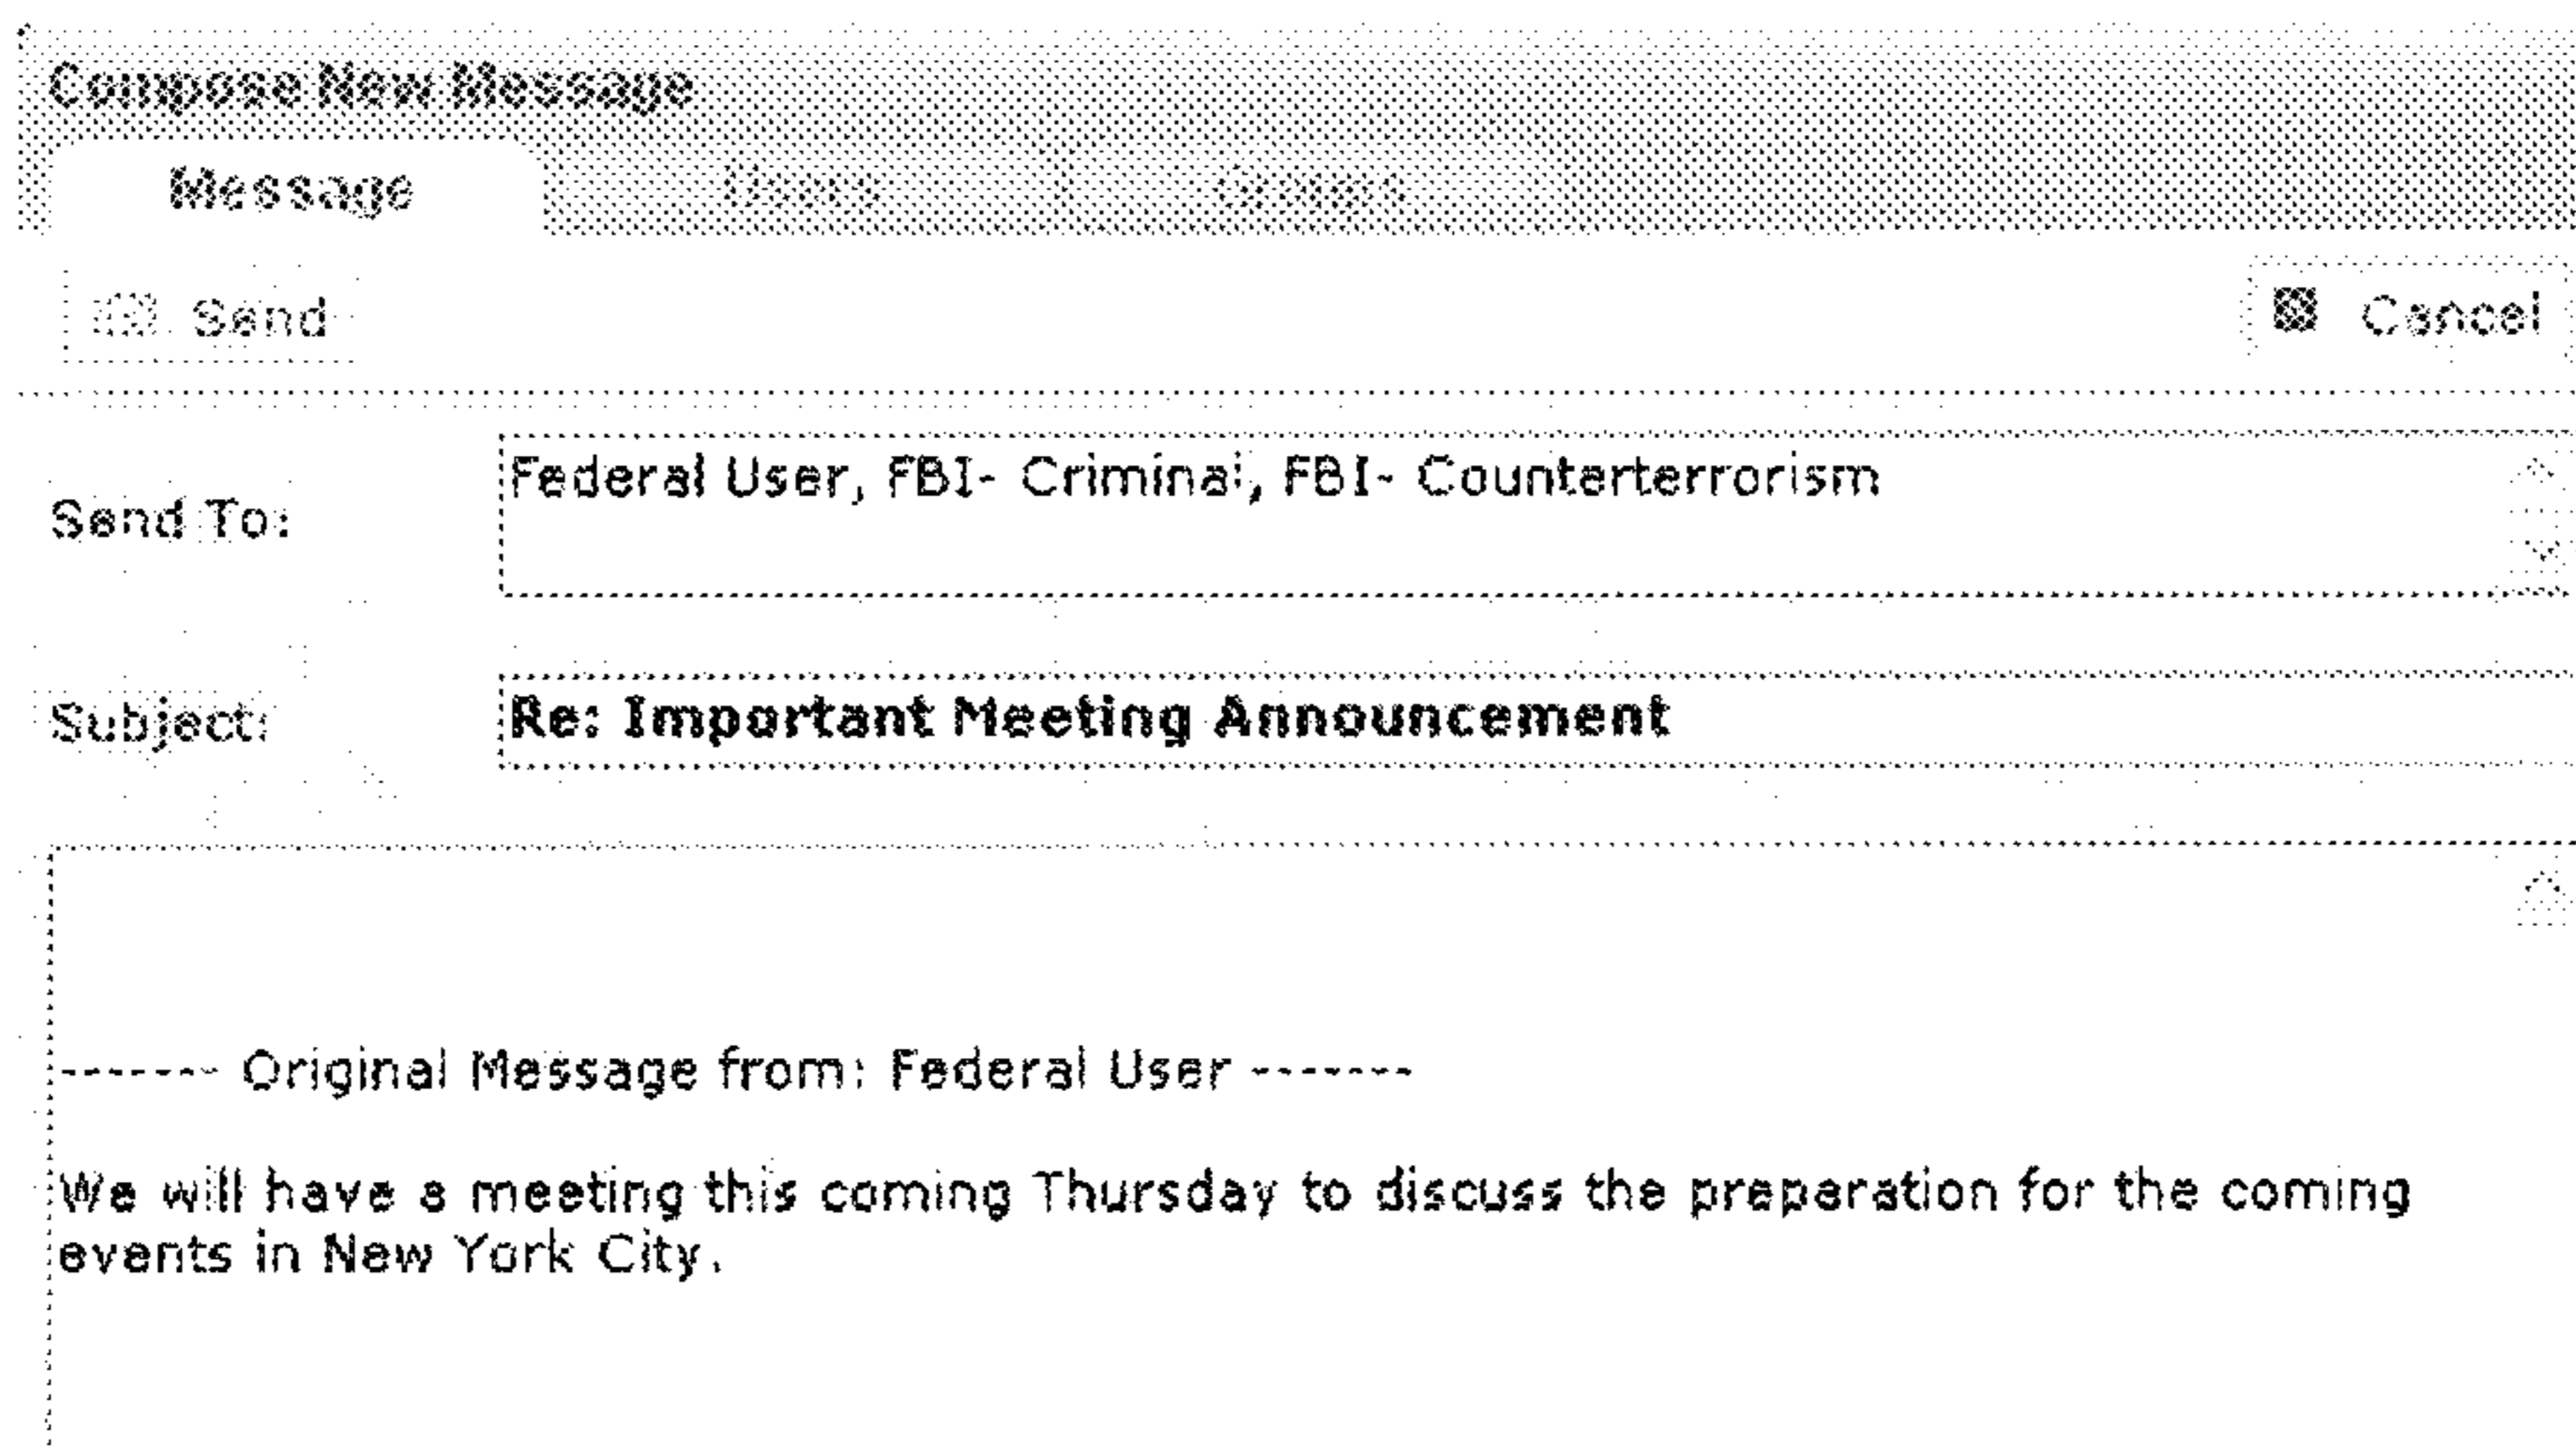 Compose New Message
Message Users Groups
Send Cancel
Send To: Federal User, FBI- Criminal, FBI- Counterterrorism
Subject: Re: Important Meeting Announcement
------- Original Message from: Federal User -------
We will have a meeting this coming Thursday to discuss the preparation for the coming
events in New York City.